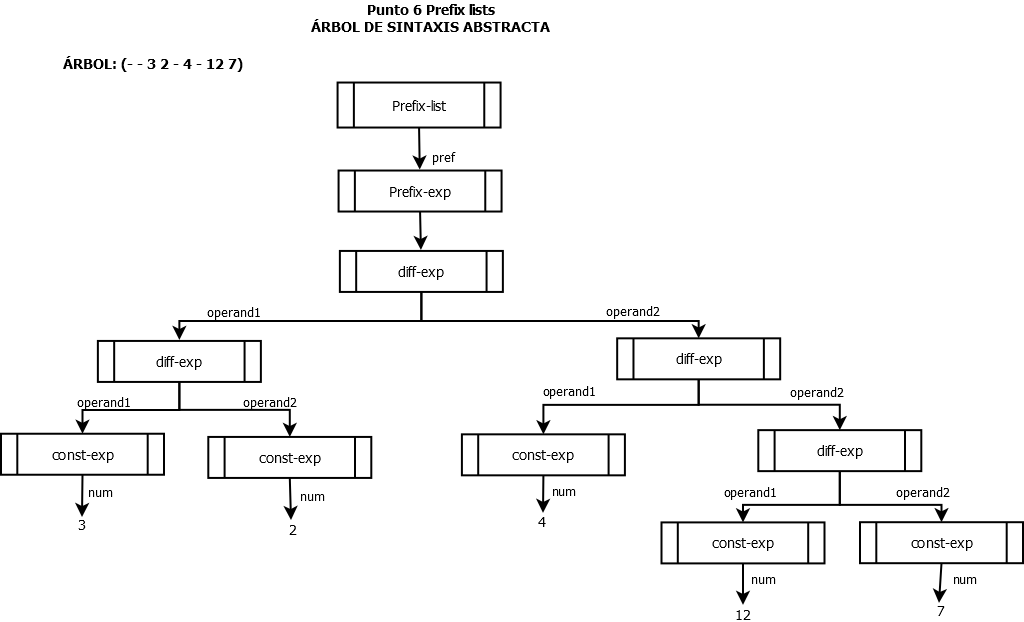 Punto 6 Prefix lists
ÁRBOL DE SINTAXIS ABSTRACTA
ÁRBOL: (- - 3 2 - 4 - 12 7)
Prefix-list
pref
Prefix-exp
diff-exp
operand1
operand2
diff-exp
diff-exp
operand1
operand2
operand1
operand2
const-exp
const-exp
const-exp
diff-exp
num
num
num
operand1
operand2
3
2
4
const-exp
const-exp
num
num
12
7